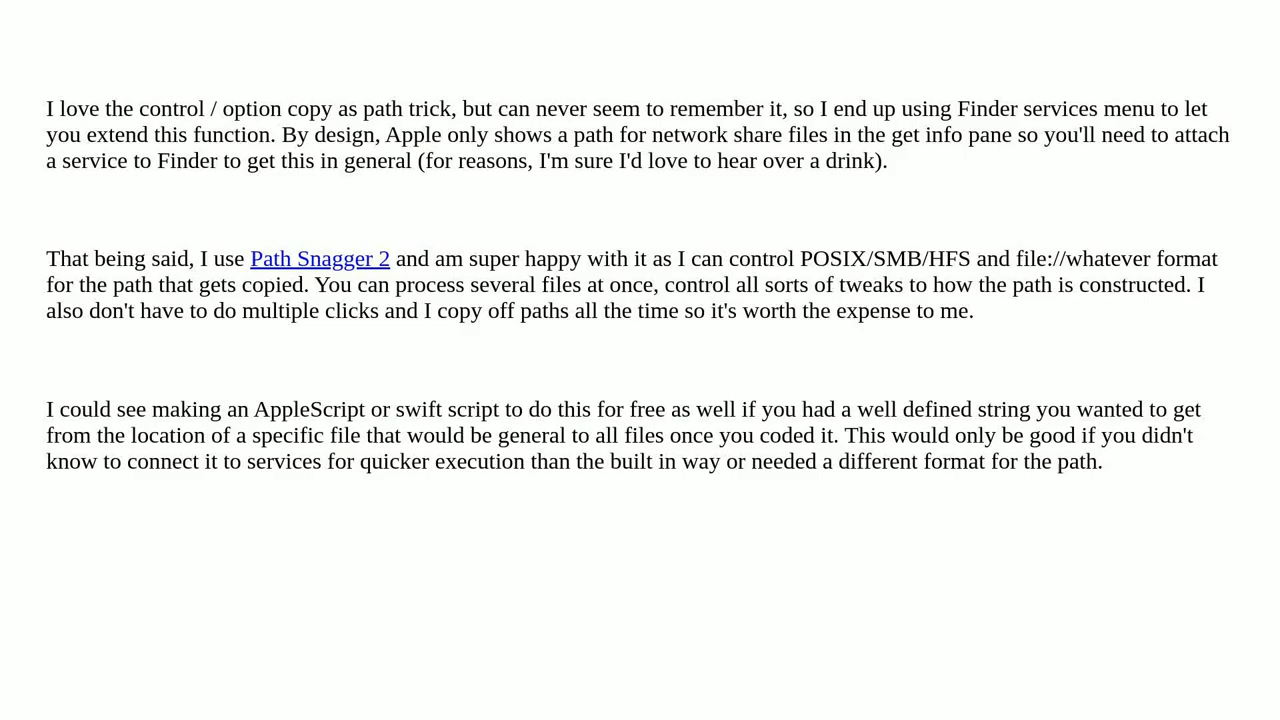 I love the control / option copy as path trick, but can never seem to remember it, so I end up using Finder services menu to let
you extend this function. By design, Apple only shows a path for network share files in the get info pane so you'll need to attach
a service to Finder to get this in general (for reasons, I'm sure I'd love to hear over a drink).
That being said, I use Path Snagger 2 and am super happy with it as I can control POSIX/SMB/HFS and file://whatever format
for the path that gets copied. You can process several files at once, control all sorts of tweaks to how the path is constructed. I
also don't have to do multiple clicks and I copy off paths all the time so it's worth the expense to me.
I could see making an AppleScript or swift script to do this for free as well if you had a well defined string you wanted to get
from the location of a specific file that would be general to all files once you coded it. This would only be good if you didn't
know to connect it to services for quicker execution than the built in way or needed a different format for the path.